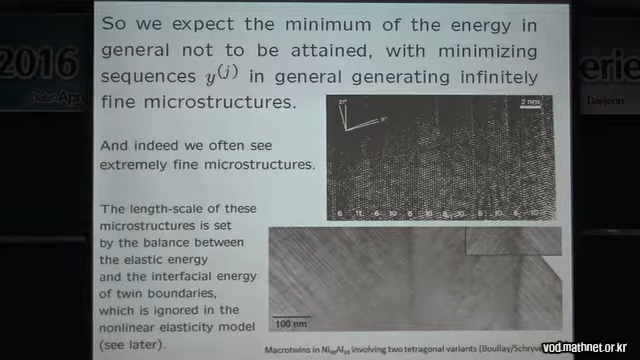 So we expect the minimum of the energy in
general not to be attained, with minimizing
sequences y^(j) in general generating infinitely
fine microstructures.
2016
Date: Apri
erie
Daejeon
2 nm
And indeed we often see
extremely fine microstructures.
The length-scale of these
microstructures is set
by the balance between
the elastic energy
and the interfacial energy
of twin boundaries,
which is ignored in the
nonlinear elasticity model
(see later).
100 nm
Macrotwins in Ni₆₅Al₃₅ involving two tetragonal variants (Boullay/Schryve
vod.mathnet.or.kr